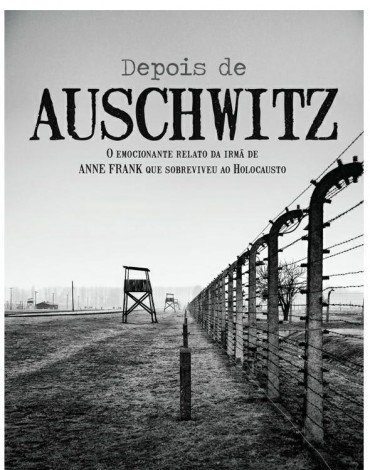 Depois de
AUSCHWITZ
O EMOCIONANTE RELATO DA IRMÃ DE
ANNE FRANK QUE SOBREVIVEU AO HOLOCAUSTO